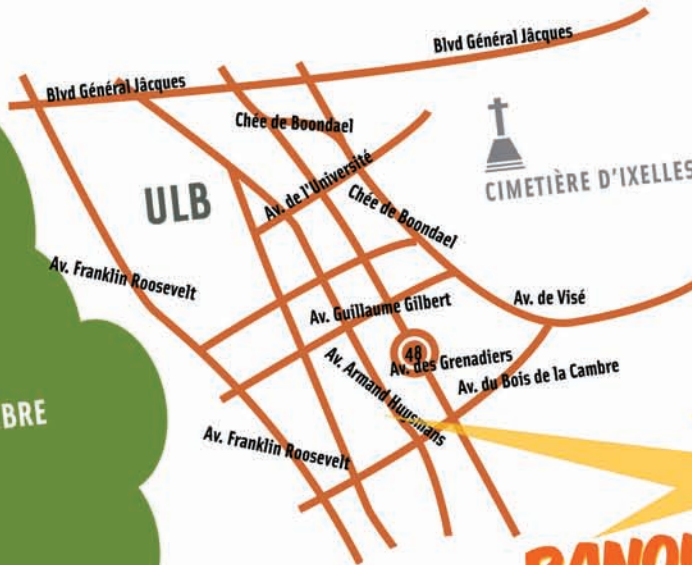 Blvd Général Jâcques
Blvd Général Jâcques
Chée de Boondael
CIMETIÈRE D'IXELLES
Av. de l'Université
ULB
Chée de Boondael
Av. Franklin Roosevelt
Av. de Visé
Av. Guillaume Gilbert
48
Av. des Grenadiers
Av. du Bois de la Cambre
Av. Armand Huysmans
BRE
Av. Franklin Roosevelt